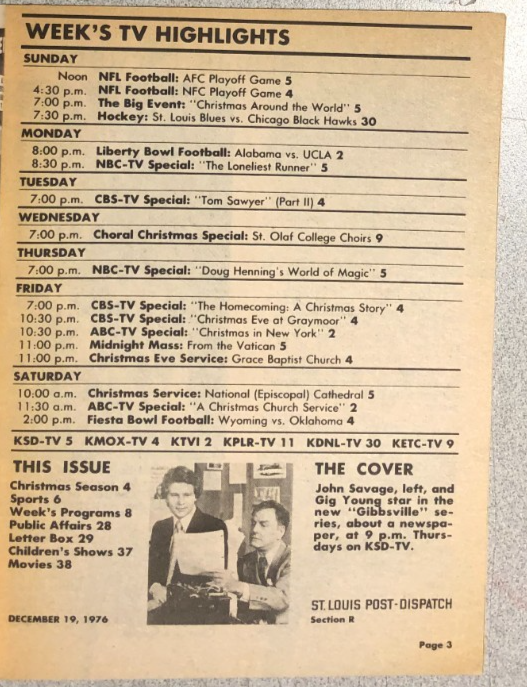 WEEK'S TV HIGHLIGHTS
SUNDAY
Noon NFL Football: AFC Playoff Game 5
4:30 p.m. NFL Football: NFC Playoff Game 4
7:00 p.m. The Big Event: "Christmas Around the World" 5
7:30 p.m. Hockey: St. Louis Blues vs. Chicago Black Hawks 30
MONDAY
8:00 p.m. Liberty Bowl Football: Alabama vs. UCLA 2
8:30 p.m. NBC-TV Special: "The Loneliest Runner" 5
TUESDAY
7:00 p.m. CBS-TV Special: "Tom Sawyer" (Part II) 4
WEDNESDAY
7:00 p.m. Choral Christmas Special: St. Olaf College Choirs 9
THURSDAY
7:00 p.m. NBC-TV Special: "Doug Henning's World of Magic" 5
FRIDAY
7:00 p.m. CBS-TV Special: "The Homecoming: A Christmas Story" 4
10:30 p.m. CBS-TV Special: "Christmas Eve at Graymoor" 4
10:30 p.m. ABC-TV Special: "Christmas in New York" 2
11:00 p.m. Midnight Mass: From the Vatican 5
11:00 p.m. Christmas Eve Service: Grace Baptist Church 4
SATURDAY
10:00 a.m. Christmas Service: National (Episcopal) Cathedral 5
11:30 a.m. ABC-TV Special: "A Christmas Church Service" 2
2:00 p.m. Fiesta Bowl Football: Wyoming vs. Oklahoma 4
KSD-TV 5 KMOX-TV 4 KTVI 2 KPLR-TV 11 KDNL-TV 30 KETC-TV 9
THIS ISSUE
Christmas Season 4
Sports 6
Week's Programs 8
Public Affairs 28
Letter Box 29
Children's Shows 37
Movies 38
DECEMBER 19, 1976
THE COVER
John Savage, left, and
Gig Young star in the
new "Gibbsville" se-
ries, about a newspa-
per, at 9 p.m. Thurs-
days on KSD-TV.
ST. LOUIS POST-DISPATCH
Section R
Page 3